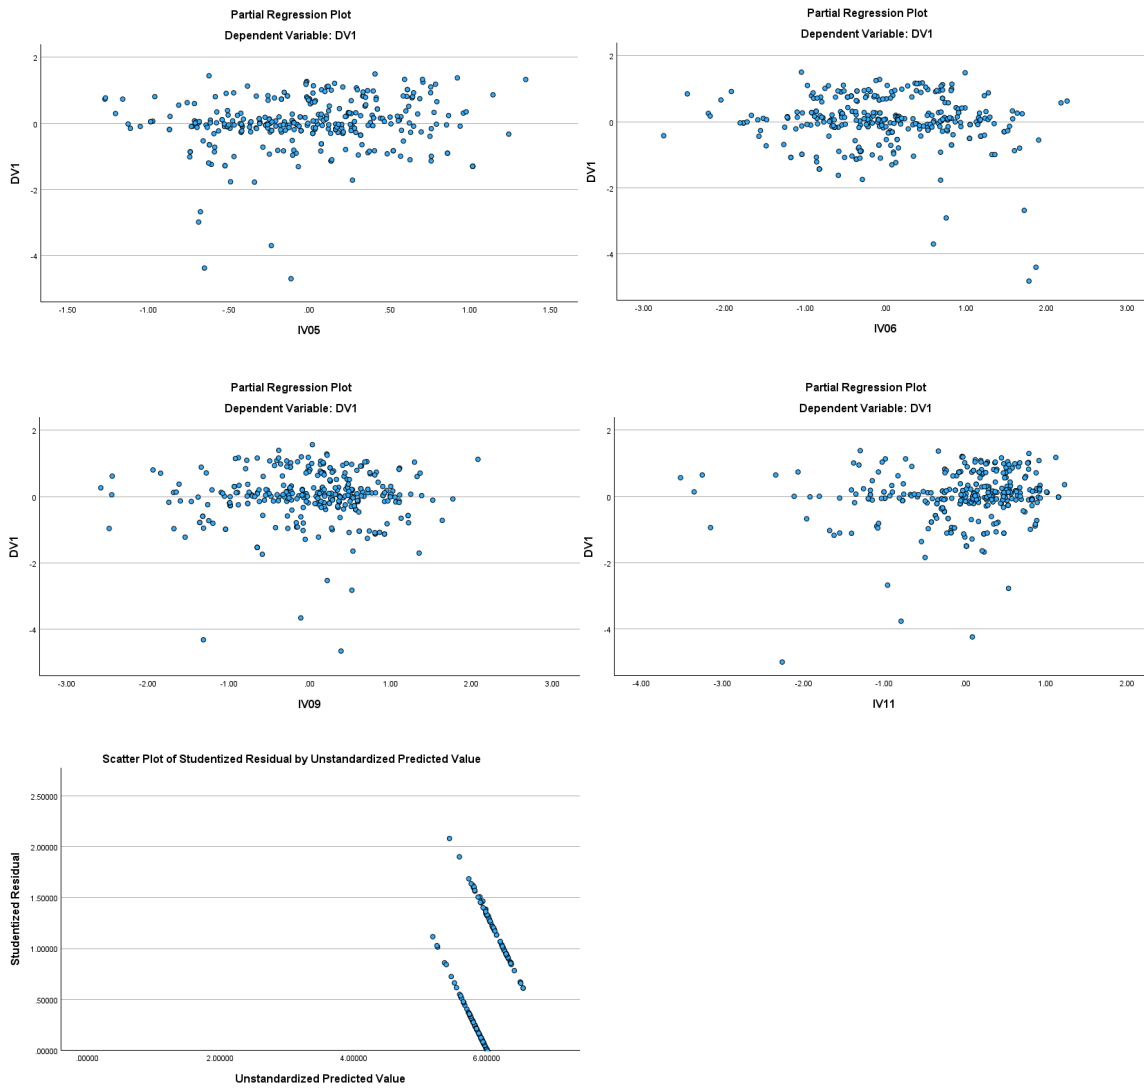 Partial Regression Plot
Dependent Variable: DV1
2
0
-2
-4
DV1
-1.50
-1.00
-.50
.00
.50
1.00
1.50
IV05
Partial Regression Plot
Dependent Variable: DV1
2
0
-2
-4
DV1
-3.00
-2.00
-1.00
.00
1.00
2.00
3.00
IV06
Partial Regression Plot
Dependent Variable: DV1
2
0
-2
-4
DV1
-3.00
-2.00
-1.00
.00
1.00
2.00
3.00
IV09
Partial Regression Plot
Dependent Variable: DV1
2
0
-2
-4
DV1
-4.00
-3.00
-2.00
-1.00
.00
1.00
2.00
IV11
Scatter Plot of Studentized Residual by Unstandardized Predicted Value
2.50000
2.00000
1.50000
1.00000
.50000
.00000
Studentized Residual
.00000
2.00000
4.00000
6.00000
Unstandardized Predicted Value